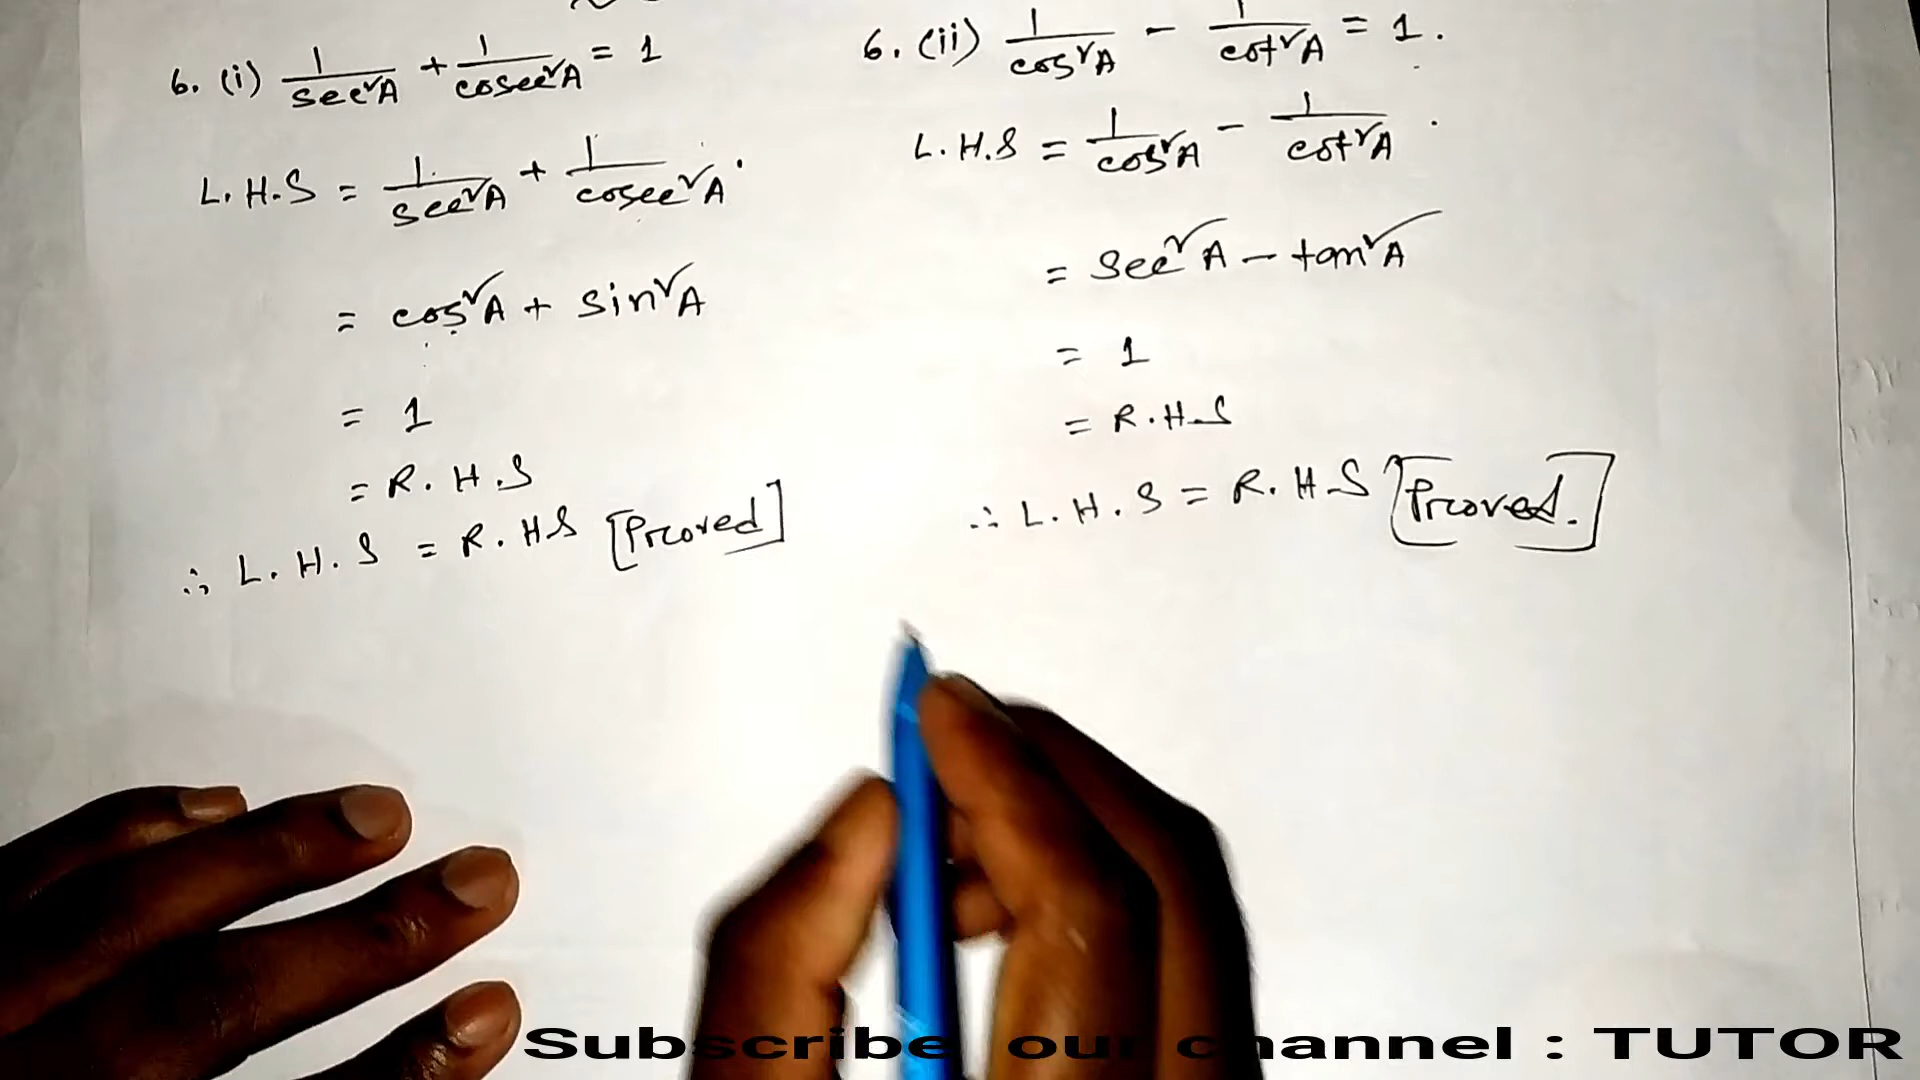 6. (i) 1/sec²A + 1/cosec²A = 1
L.H.S = 1/sec²A + 1/cosec²A.
= cos²A + sin²A
= 1
= R.H.S
∴ L.H.S = R.H.S [Proved]
6. (ii) 1/cos²A - 1/cot²A = 1.
L.H.S = 1/cos²A - 1/cot²A.
= Sec²A - tan²A
= 1
= R.H.S
∴ L.H.S = R.H.S [Proved.]
Subscribe our channel : TUTOR